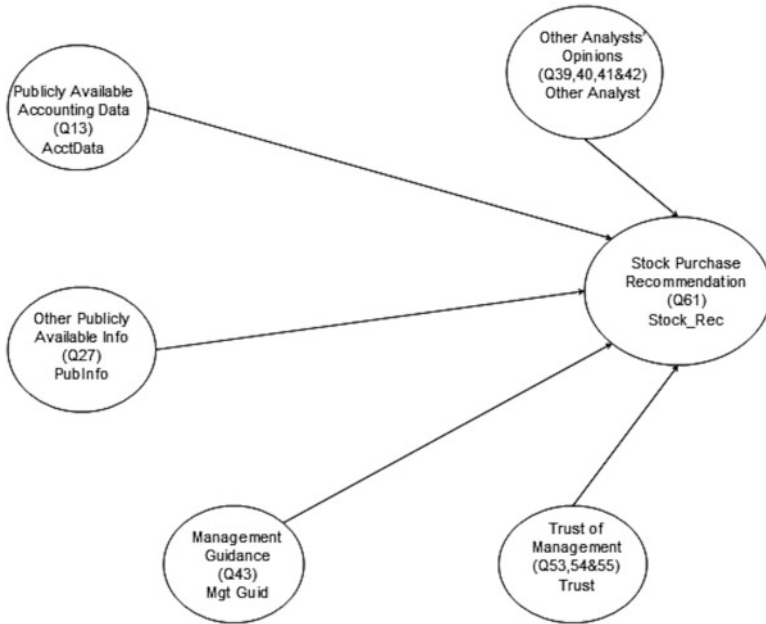 Other Analysts'
Opinions
(Q39,40,41&42)
Other Analyst
Publicly Available
Accounting Data
(Q13)
AcctData
Stock Purchase
Recommendation
(Q61)
Stock_Rec
Other Publicly
Available Info
(Q27)
PubInfo
Management
Guidance
(Q43)
Mgt Guid
Trust of
Management
(Q53,54&55)
Trust